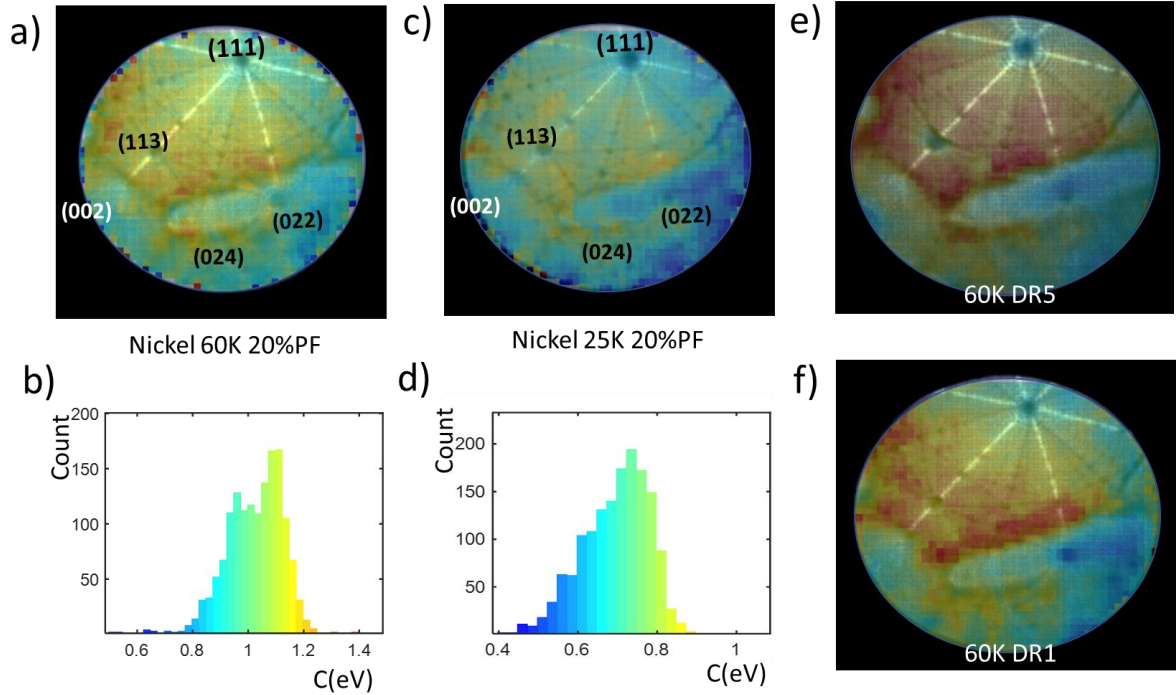 a)
(111)
(113)
(002)
(022)
(024)
Nickel 60K 20%PF
c)
(111)
(113)
(002)
(022)
(024)
Nickel 25K 20%PF
e)
60K DR5
b)
Count
200
150
100
50
0.6 0.8 1 1.2 1.4
C(eV)
d)
Count
200
150
100
50
0.4 0.6 0.8 1
C(eV)
f)
60K DR1